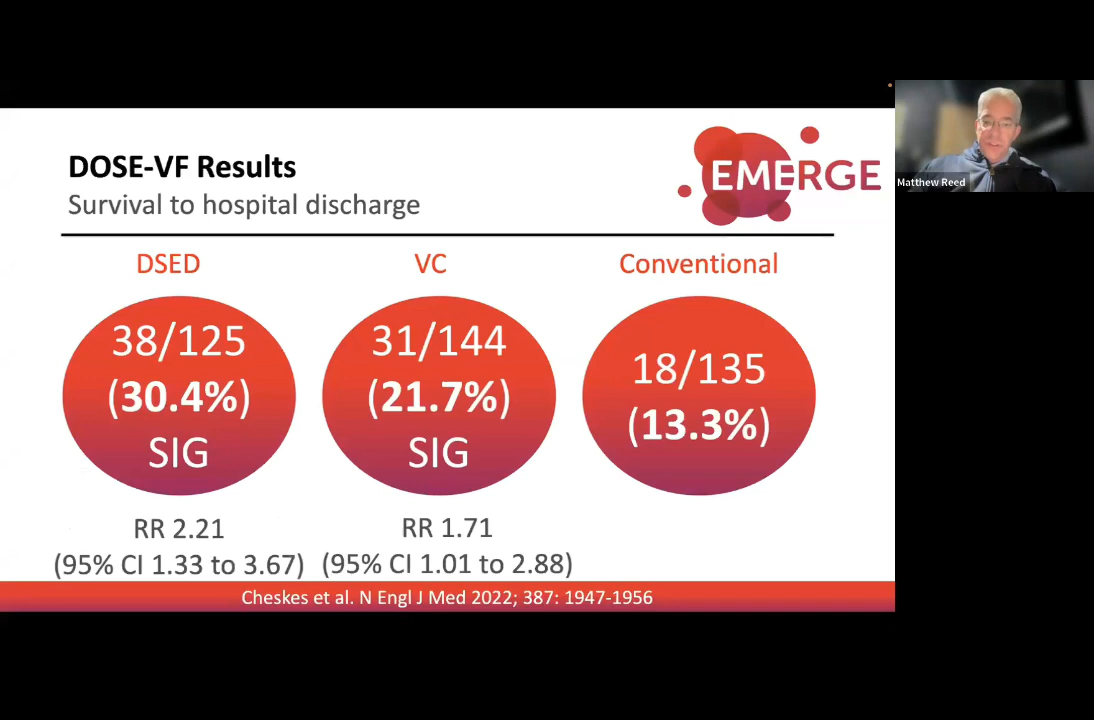 DOSE-VF Results
Survival to hospital discharge
EMERGE
Matthew Reed
DSED
VC
Conventional
38/125
(30.4%)
SIG
31/144
(21.7%)
SIG
18/135
(13.3%)
RR 2.21
(95% CI 1.33 to 3.67)
RR 1.71
(95% CI 1.01 to 2.88)
Cheskes et al. N Engl J Med 2022; 387: 1947-1956